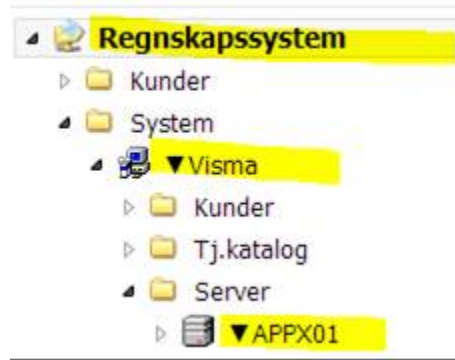 Regnskapssystem
Kunder
System
▼Visma
Kunder
Tj.katalog
Server
▼APPX01